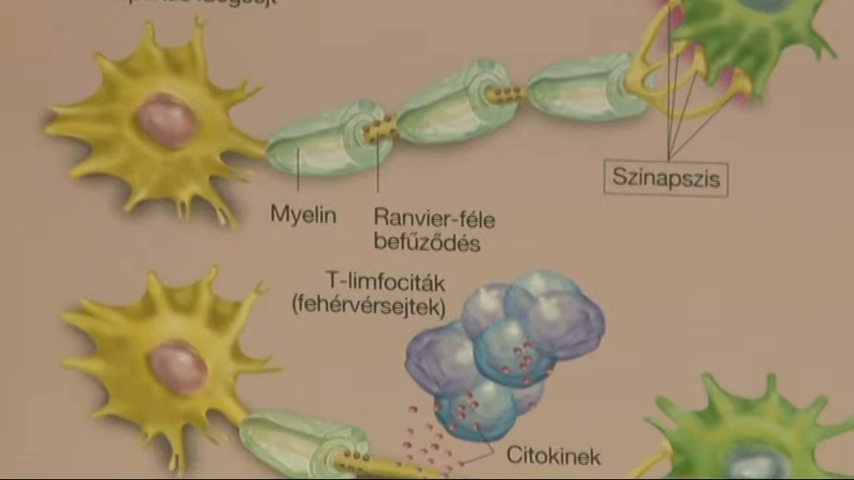 Szinapszis
Myelin
Ranvier-féle
befűződés
T-limfociták
(fehérvérsejtek)
Citokinek